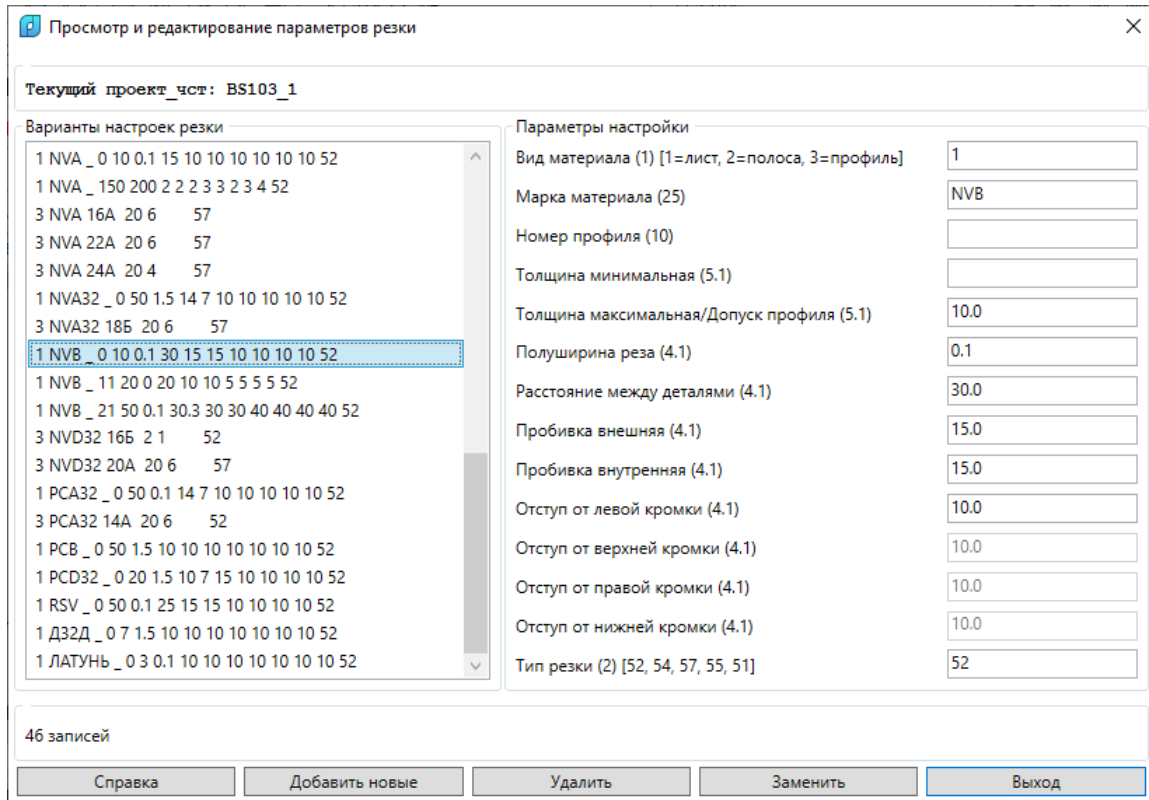 Просмотр и редактирование параметров резки
Текущий проект_чст: BS103_1
Варианты настроек резки
1 NVA _ 0 10 0.1 15 10 10 10 10 10 10 52
1 NVA _ 150 200 2 2 2 3 3 2 3 4 52
3 NVA 16А 20 6 57
3 NVA 22А 20 6 57
3 NVA 24А 20 4 57
1 NVA32 _ 0 50 1.5 14 7 10 10 10 10 10 52
3 NVA32 18Б 20 6 57
1 NVB _ 0 10 0.1 30 15 15 10 10 10 10 52
1 NVB _ 11 20 0 20 10 10 5 5 5 5 52
1 NVB _ 21 50 0.1 30.3 30 30 40 40 40 40 52
3 NVD32 16Б 2 1 52
3 NVD32 20А 20 6 57
1 PCA32 _ 0 50 0.1 14 7 10 10 10 10 10 52
3 PCA32 14А 20 6 52
1 PCB _ 0 50 1.5 10 10 10 10 10 10 10 52
1 PCD32 _ 0 20 1.5 10 7 15 10 10 10 10 52
1 RSV _ 0 50 0.1 25 15 15 10 10 10 10 52
1 Д32Д _ 0 7 1.5 10 10 10 10 10 10 10 52
1 ЛАТУНЬ _ 0 3 0.1 10 10 10 10 10 10 10 52
Параметры настройки
Вид материала (1) [1=лист, 2=полоса, 3=профиль] 1
Марка материала (25) NVB
Номер профиля (10)
Толщина минимальная (5.1)
Толщина максимальная/Допуск профиля (5.1) 10.0
Полуширина реза (4.1) 0.1
Расстояние между деталями (4.1) 30.0
Пробивка внешняя (4.1) 15.0
Пробивка внутренняя (4.1) 15.0
Отступ от левой кромки (4.1) 10.0
Отступ от верхней кромки (4.1) 10.0
Отступ от правой кромки (4.1) 10.0
Отступ от нижней кромки (4.1) 10.0
Тип резки (2) [52, 54, 57, 55, 51] 52
46 записей
Справка Добавить новые Удалить Заменить Выход